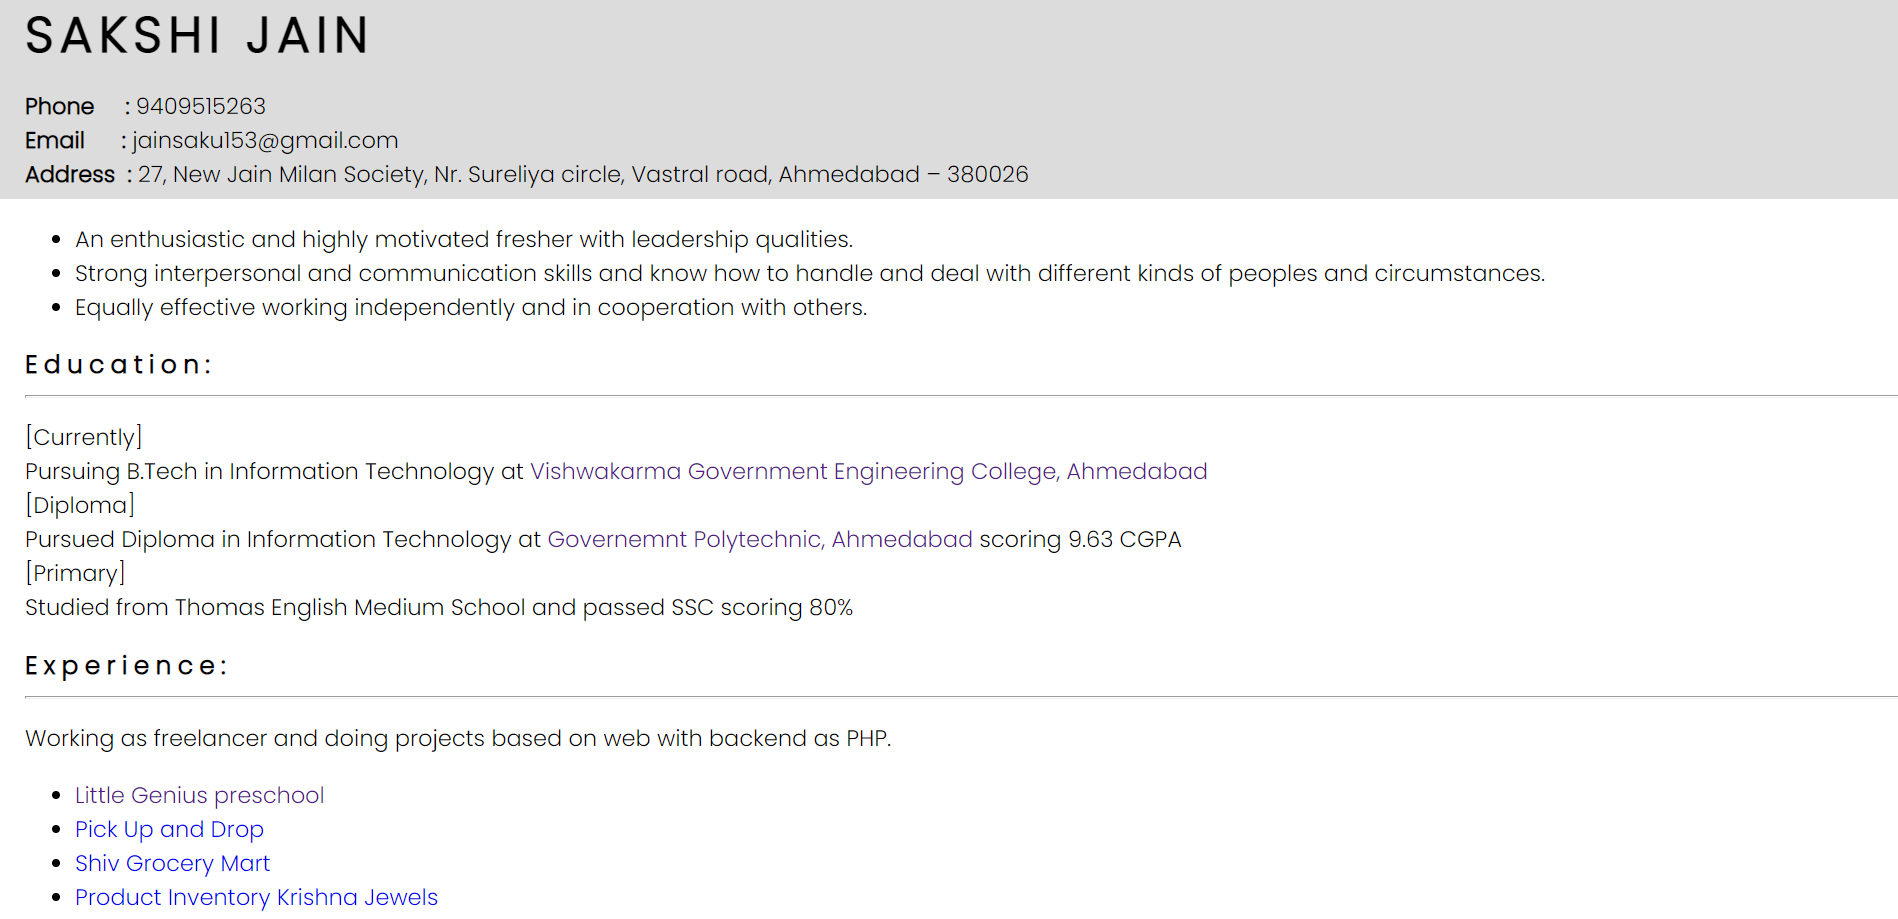 SAKSHI JAIN
Phone : 9409515263
Email : jainsaku153@gmail.com
Address : 27, New Jain Milan Society, Nr. Sureliya circle, Vastral road, Ahmedabad – 380026
• An enthusiastic and highly motivated fresher with leadership qualities.
• Strong interpersonal and communication skills and know how to handle and deal with different kinds of peoples and circumstances.
• Equally effective working independently and in cooperation with others.
Education:
[Currently]
Pursuing B.Tech in Information Technology at Vishwakarma Government Engineering College, Ahmedabad
[Diploma]
Pursued Diploma in Information Technology at Governemnt Polytechnic, Ahmedabad scoring 9.63 CGPA
[Primary]
Studied from Thomas English Medium School and passed SSC scoring 80%
Experience:
Working as freelancer and doing projects based on web with backend as PHP.
• Little Genius preschool
• Pick Up and Drop
• Shiv Grocery Mart
• Product Inventory Krishna Jewels